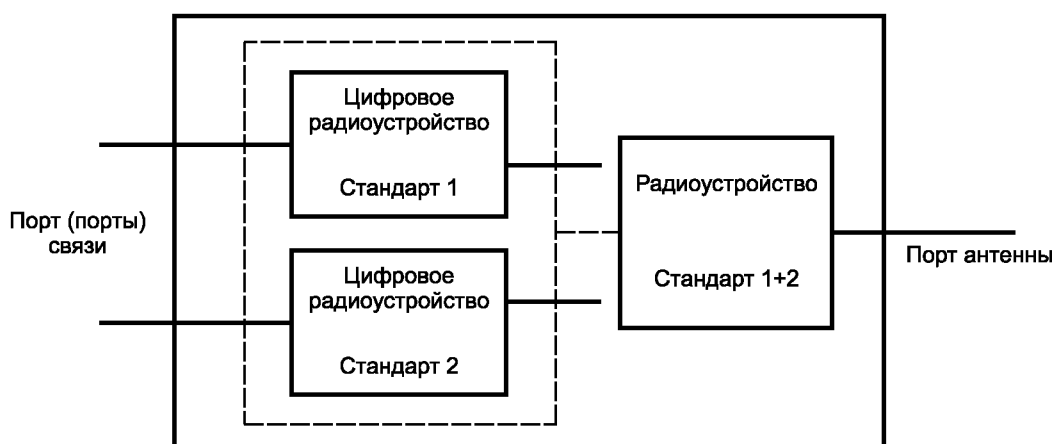 Цифровое
радиоустройство
Стандарт 1
Радиоустройство
Порт (порты)
связи
Порт антенны
Цифровое
радиоустройство
Стандарт 1+2
Стандарт 2